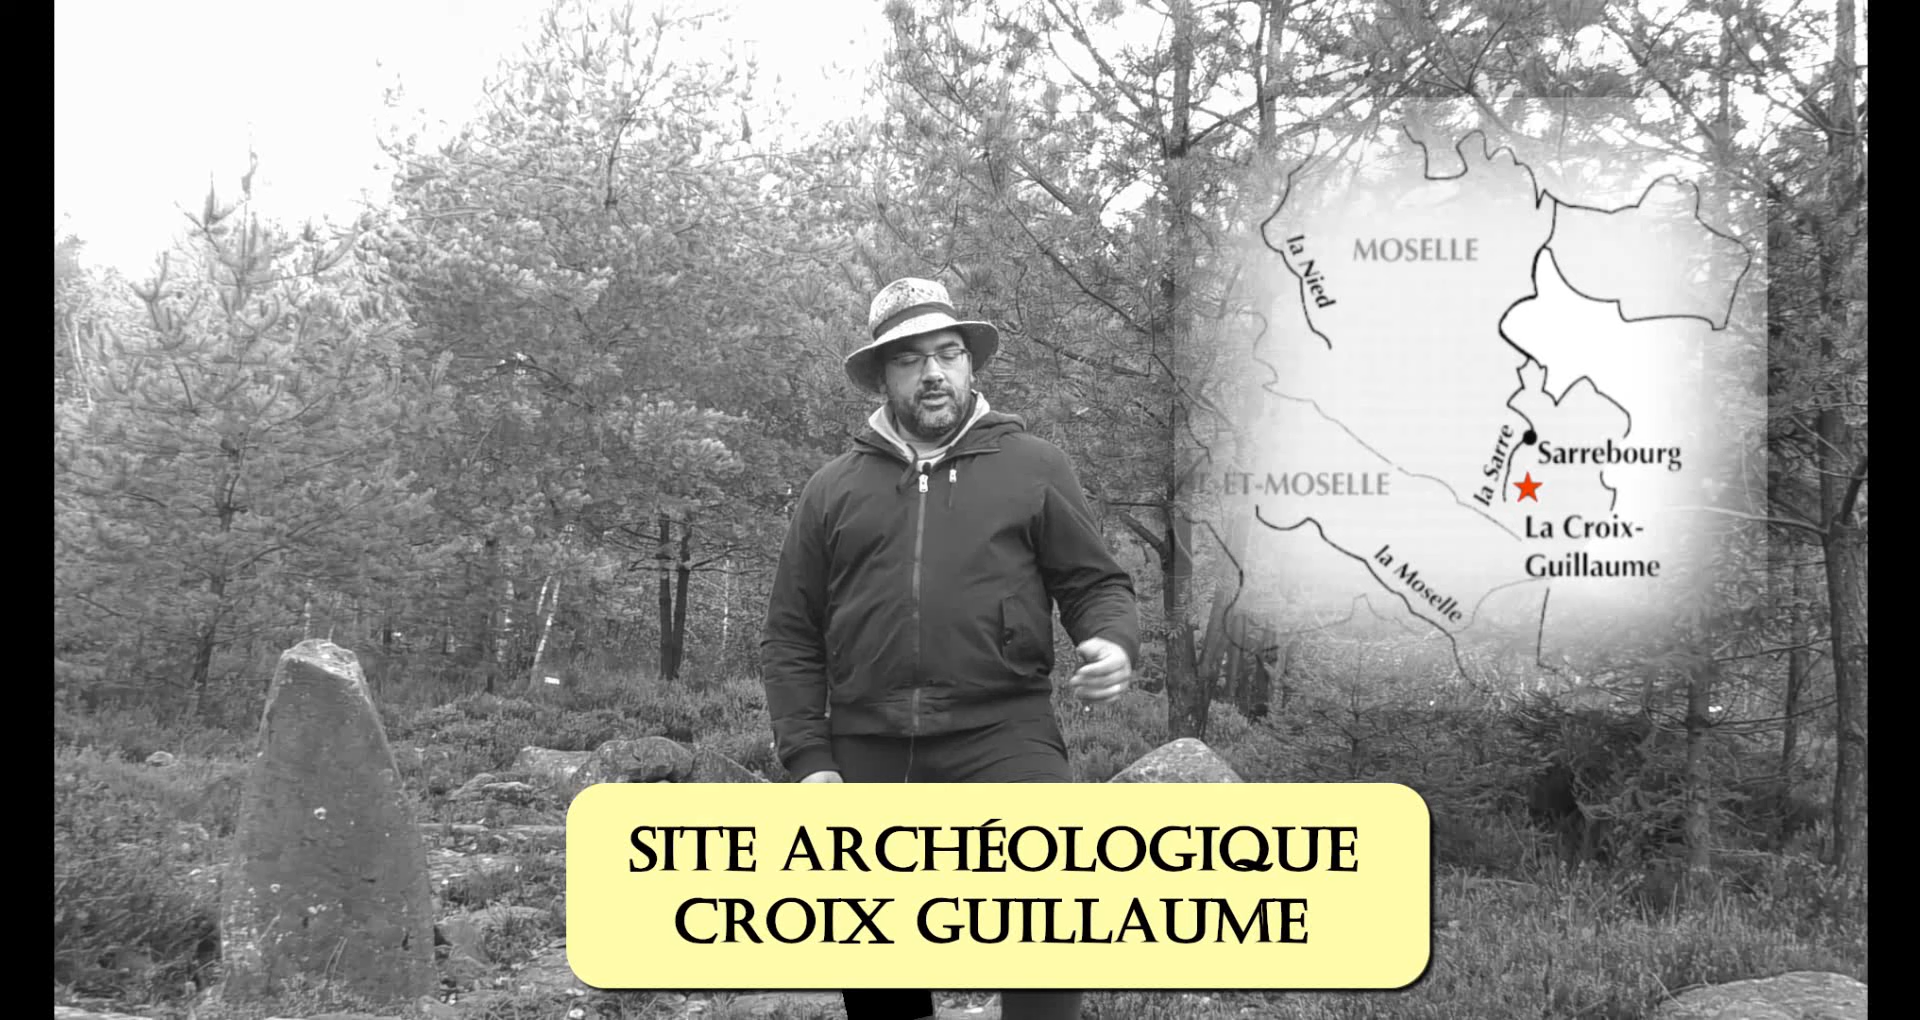 MOSELLE
la Nied
la Sarre
Sarrebourg
ET-MOSELLE
La Croix-
Guillaume
la Moselle
SITE ARCHÉOLOGIQUE
CROIX GUILLAUME